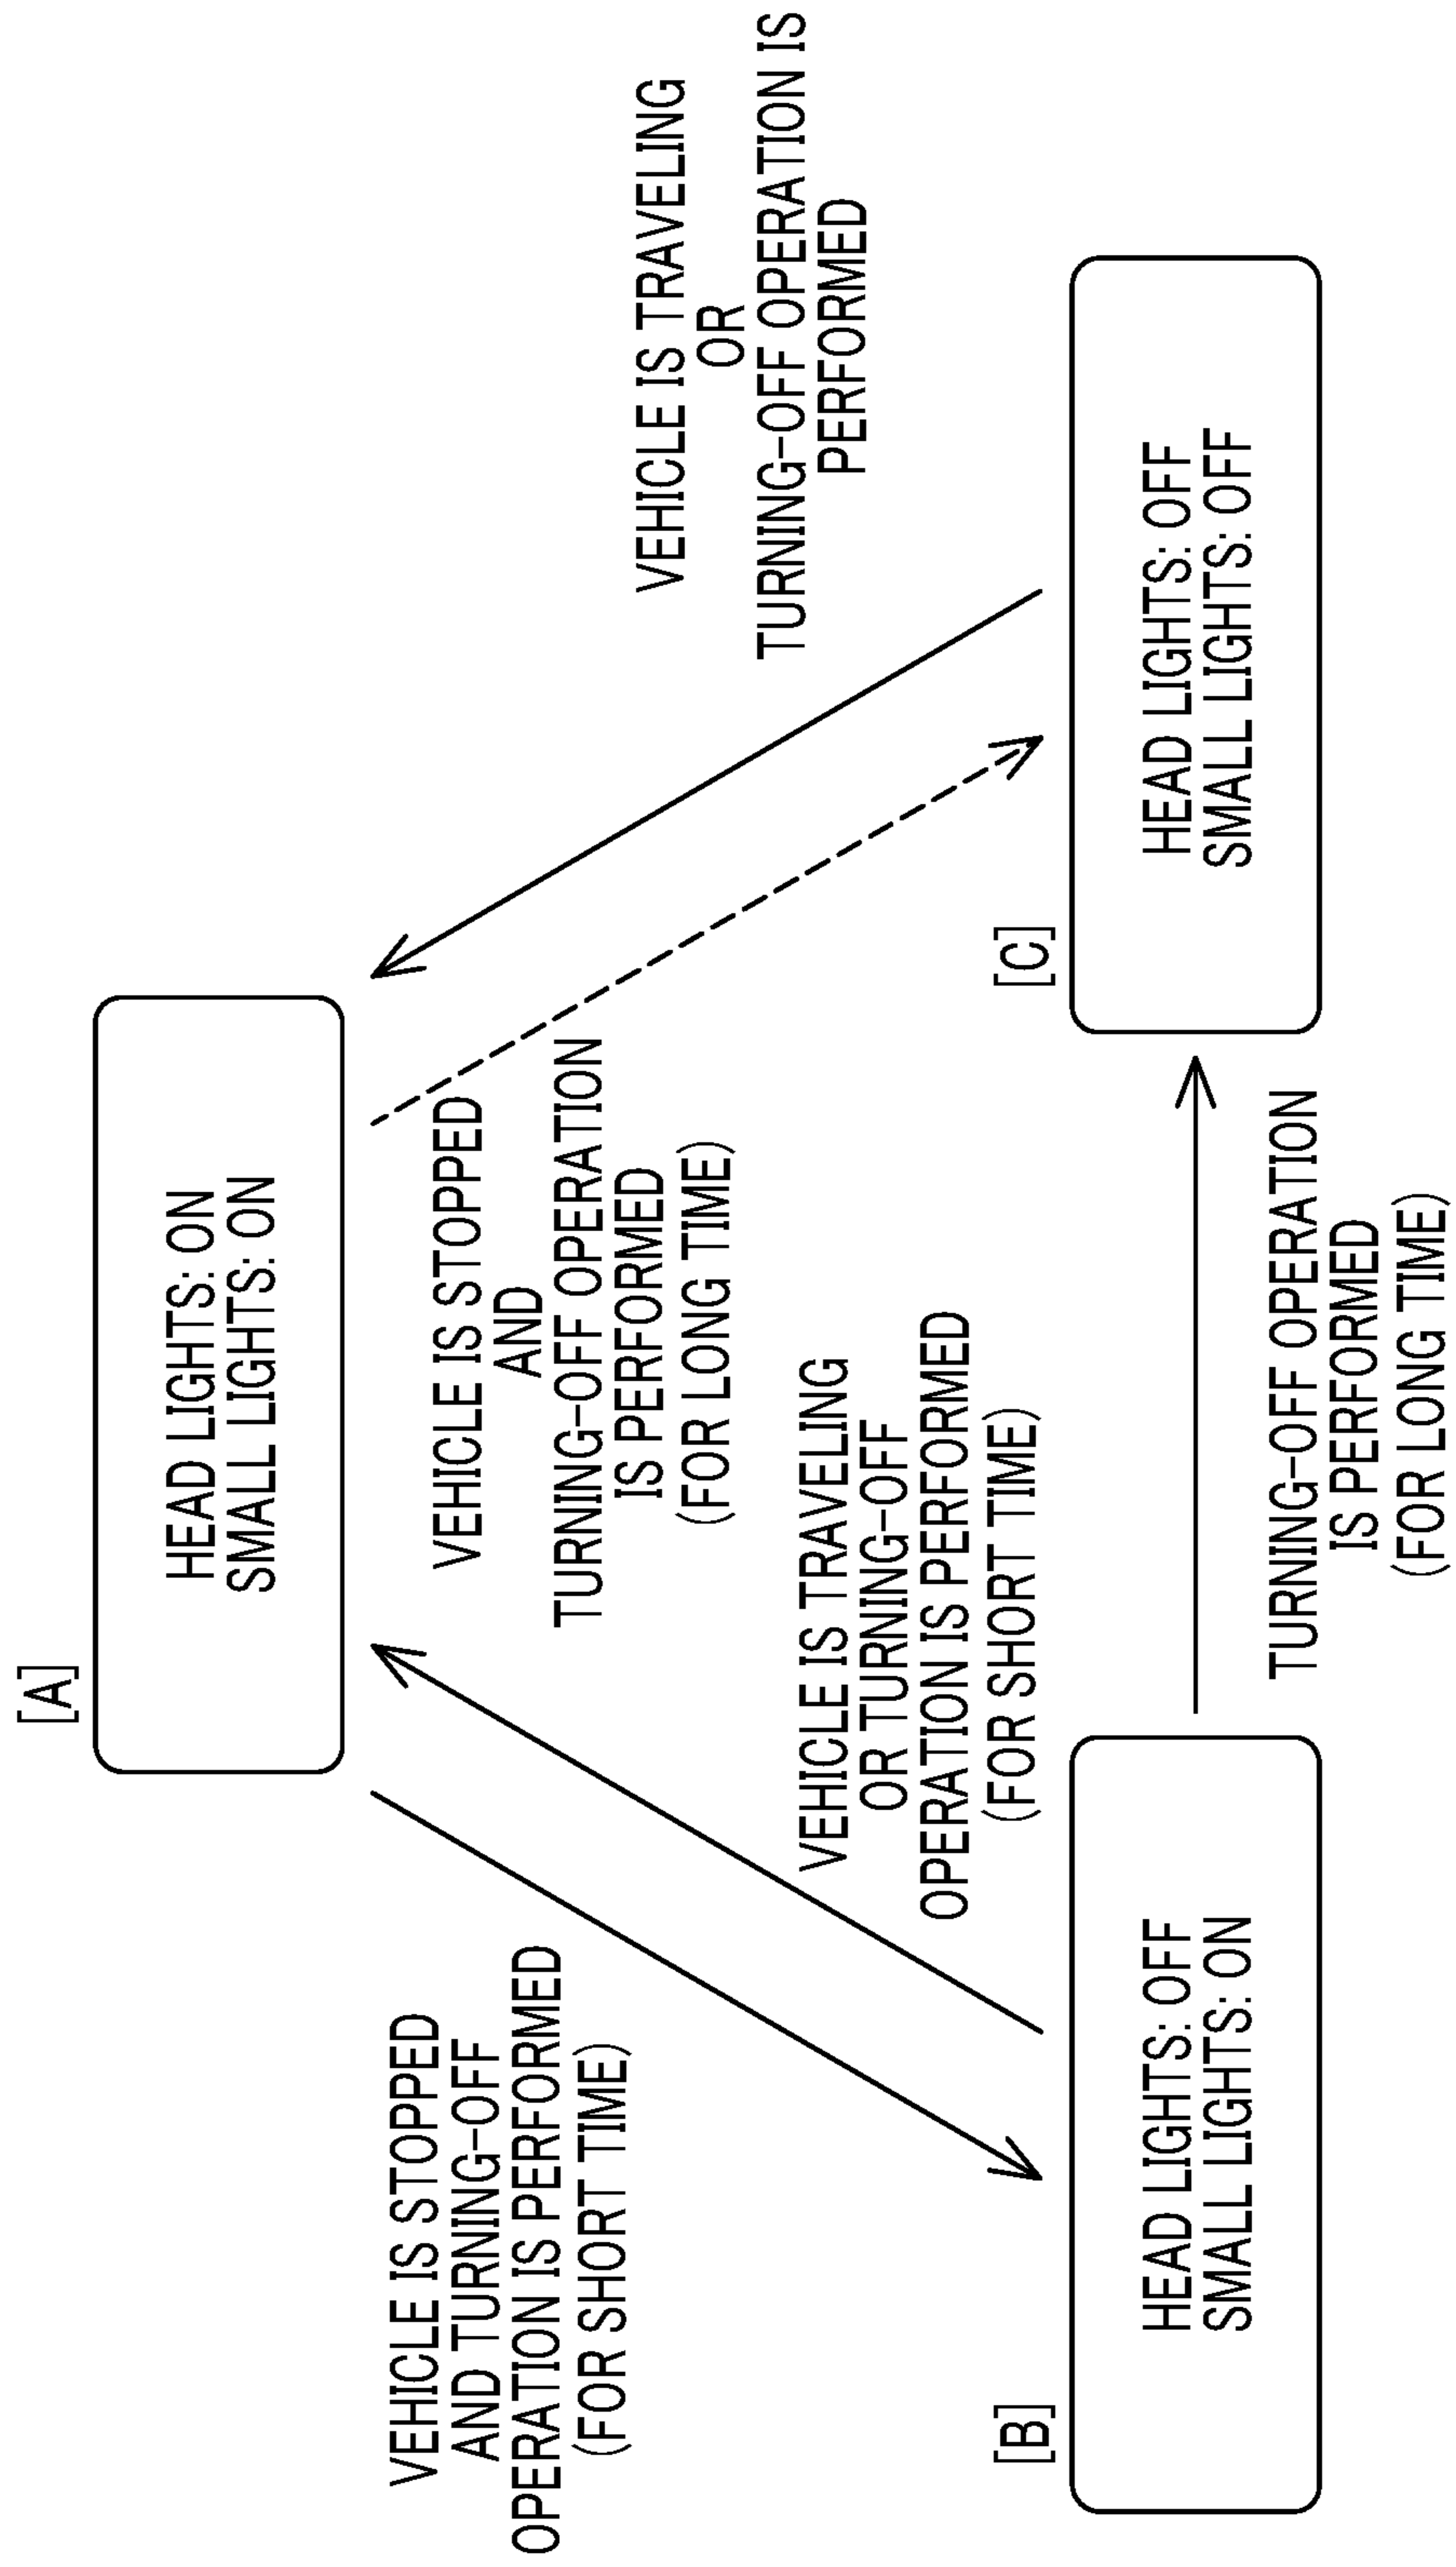 [A]
HEAD LIGHTS: ON
SMALL LIGHTS: ON
VEHICLE IS STOPPED
AND TURNING-OFF
OPERATION IS PERFORMED
(FOR SHORT TIME)
VEHICLE IS STOPPED
AND
TURNING-OFF OPERATION
IS PERFORMED
(FOR LONG TIME)
VEHICLE IS TRAVELING
OR
TURNING-OFF OPERATION IS
PERFORMED
VEHICLE IS TRAVELING
OR TURNING-OFF
OPERATION IS PERFORMED
(FOR SHORT TIME)
[B]
HEAD LIGHTS: OFF
SMALL LIGHTS: ON
TURNING-OFF OPERATION
IS PERFORMED
(FOR LONG TIME)
[C]
HEAD LIGHTS: OFF
SMALL LIGHTS: OFF